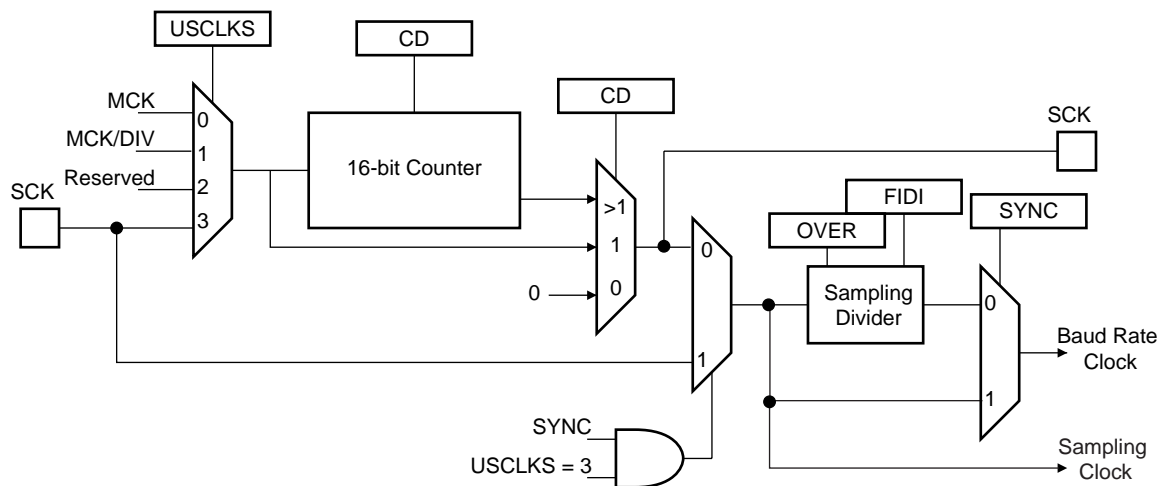 USCLKS
CD
CD
SCK
MCK
0
MCK/DIV
1
16-bit Counter
Reserved
2
SCK
3
>1
FIDI
SYNC
OVER
1
0
0
0
Sampling
Divider
0
Baud Rate
Clock
1
1
SYNC
USCLKS = 3
Sampling
Clock